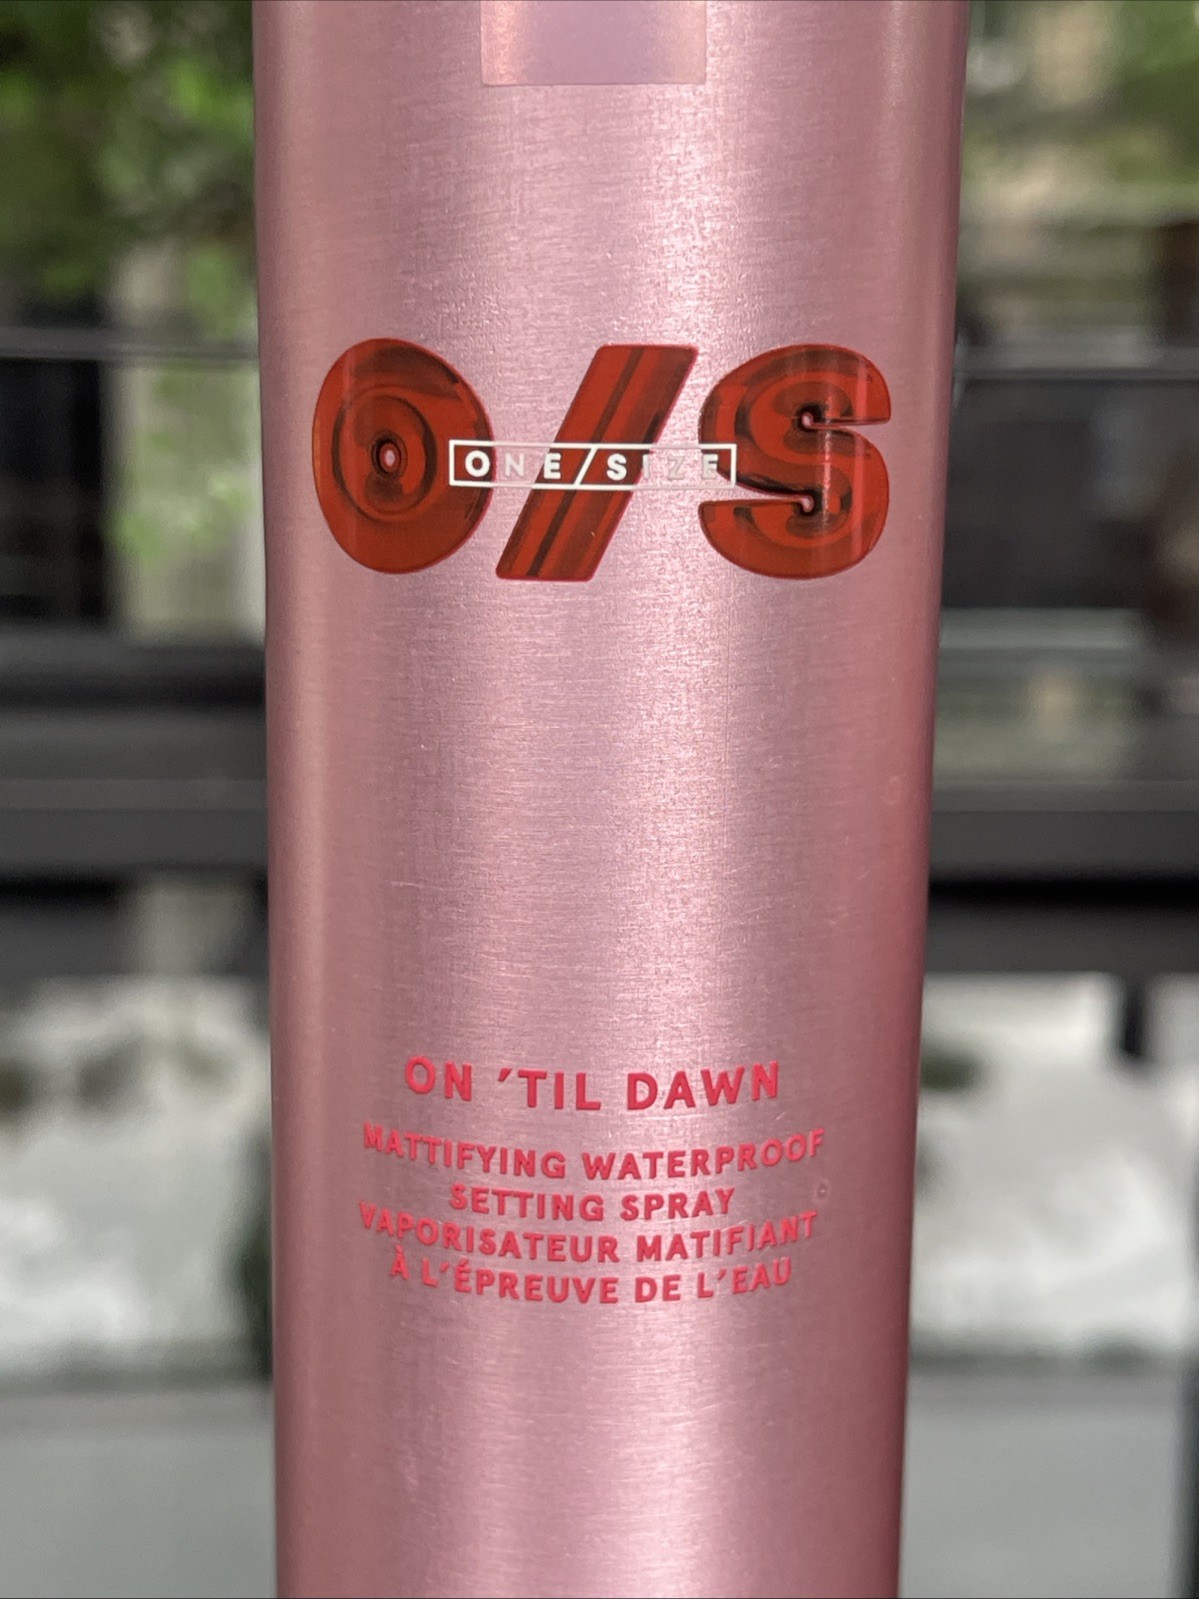 O/S
ONE/SIZE
ON ´TIL DAWN
MATTIFYING WATERPROOF
SETTING SPRAY
VAPORISATEUR MATIFIANT
À L´ÉPREUVE DE L´EAU